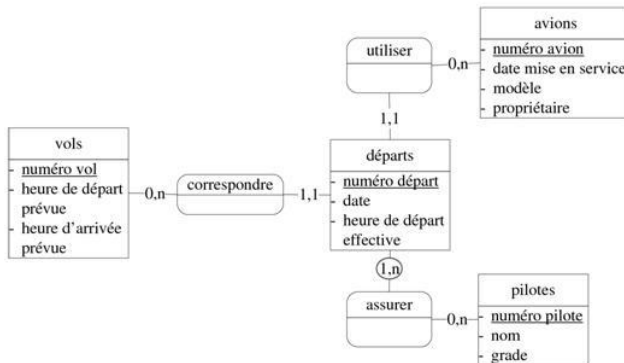 avions
- numéro avion
- date mise en service
- modèle
- propriétaire
utiliser
0,n
1,1
vols
- numéro vol
- heure de départ
prévue
- heure d'arrivée
prévue
0,n
correspondre
1,1
départs
- numéro départ
- date
- heure de départ
effective
1,n
assurer
0,n
pilotes
- numéro pilote
- nom
- grade